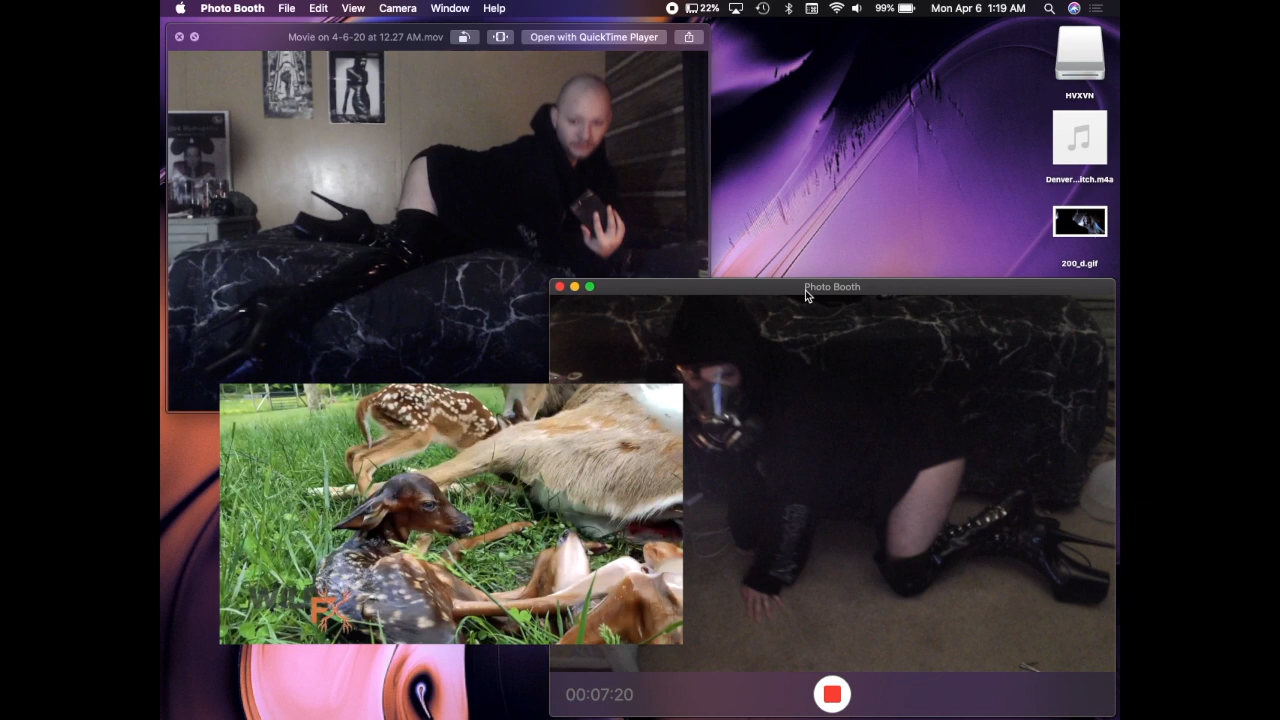 Photo Booth File Edit View Camera Window Help 22% 99% Mon Apr 6 1:19 AM
Movie on 4-6-20 at 12.27 AM.mov Open with QuickTime Player
HVXVN
Denver...itch.m4a
200_d.gif
Photo Booth
00:07:20